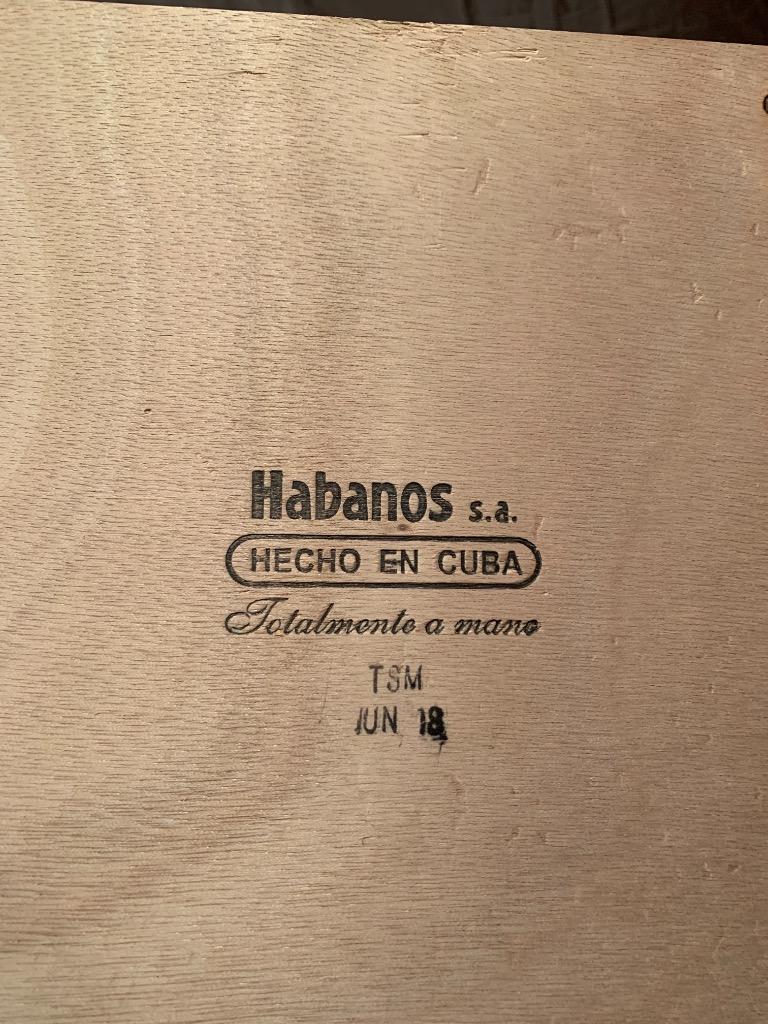 Habanos s.a.
HECHO EN CUBA
Totalmente a mano
TSM
JUN 18